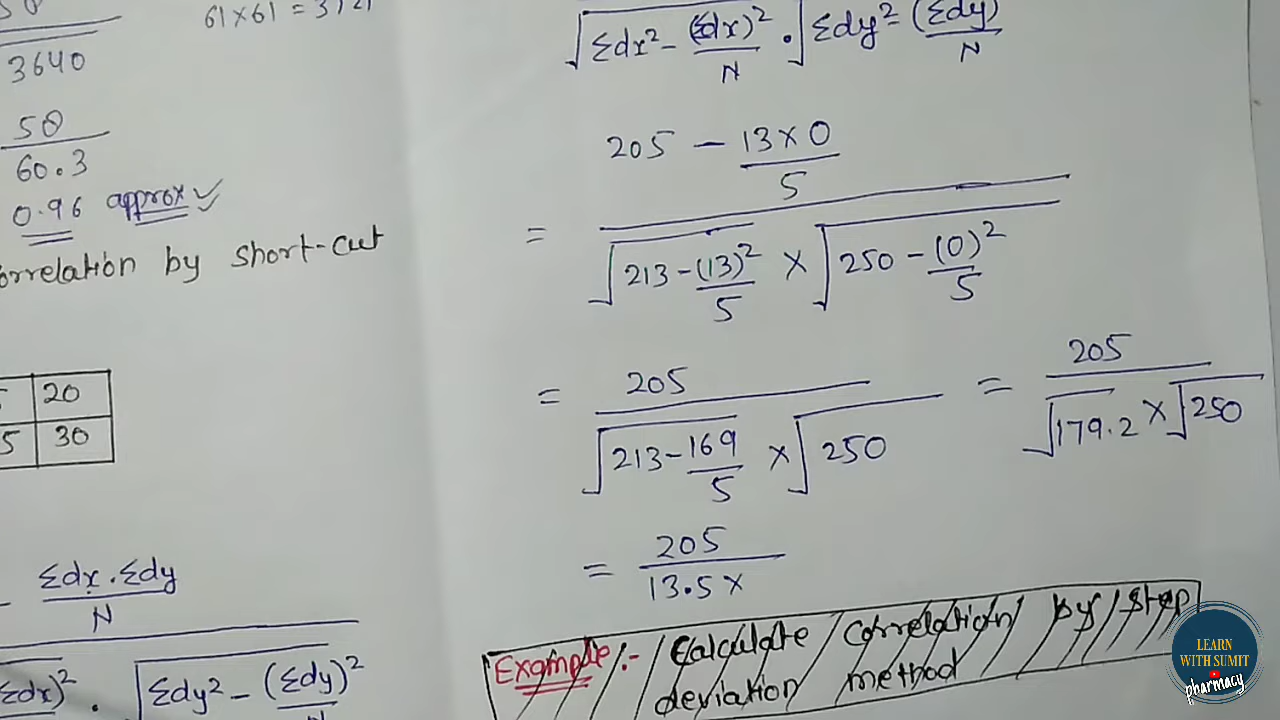 61×61 = 3721
3640
50
60.3
0.96 approx ✓
orrelation by short-cut
20
5 30
Σdx.Σdy
N
Σdx)² . √Σdy² - (Σdy)²
N
√Σdx² - (Σdx)²/N . √Σdy² = (Σdy)/N
205 - 13×0/5
= √213-(13)²/5 × √250-(0)²/5
= 205/√213-169/5 × √250 = 205/√179.2 × √250
= 205/13.5×
Example:- Calculate Correlation by step
deviation method
LEARN
WITH SUMIT
pharmacy